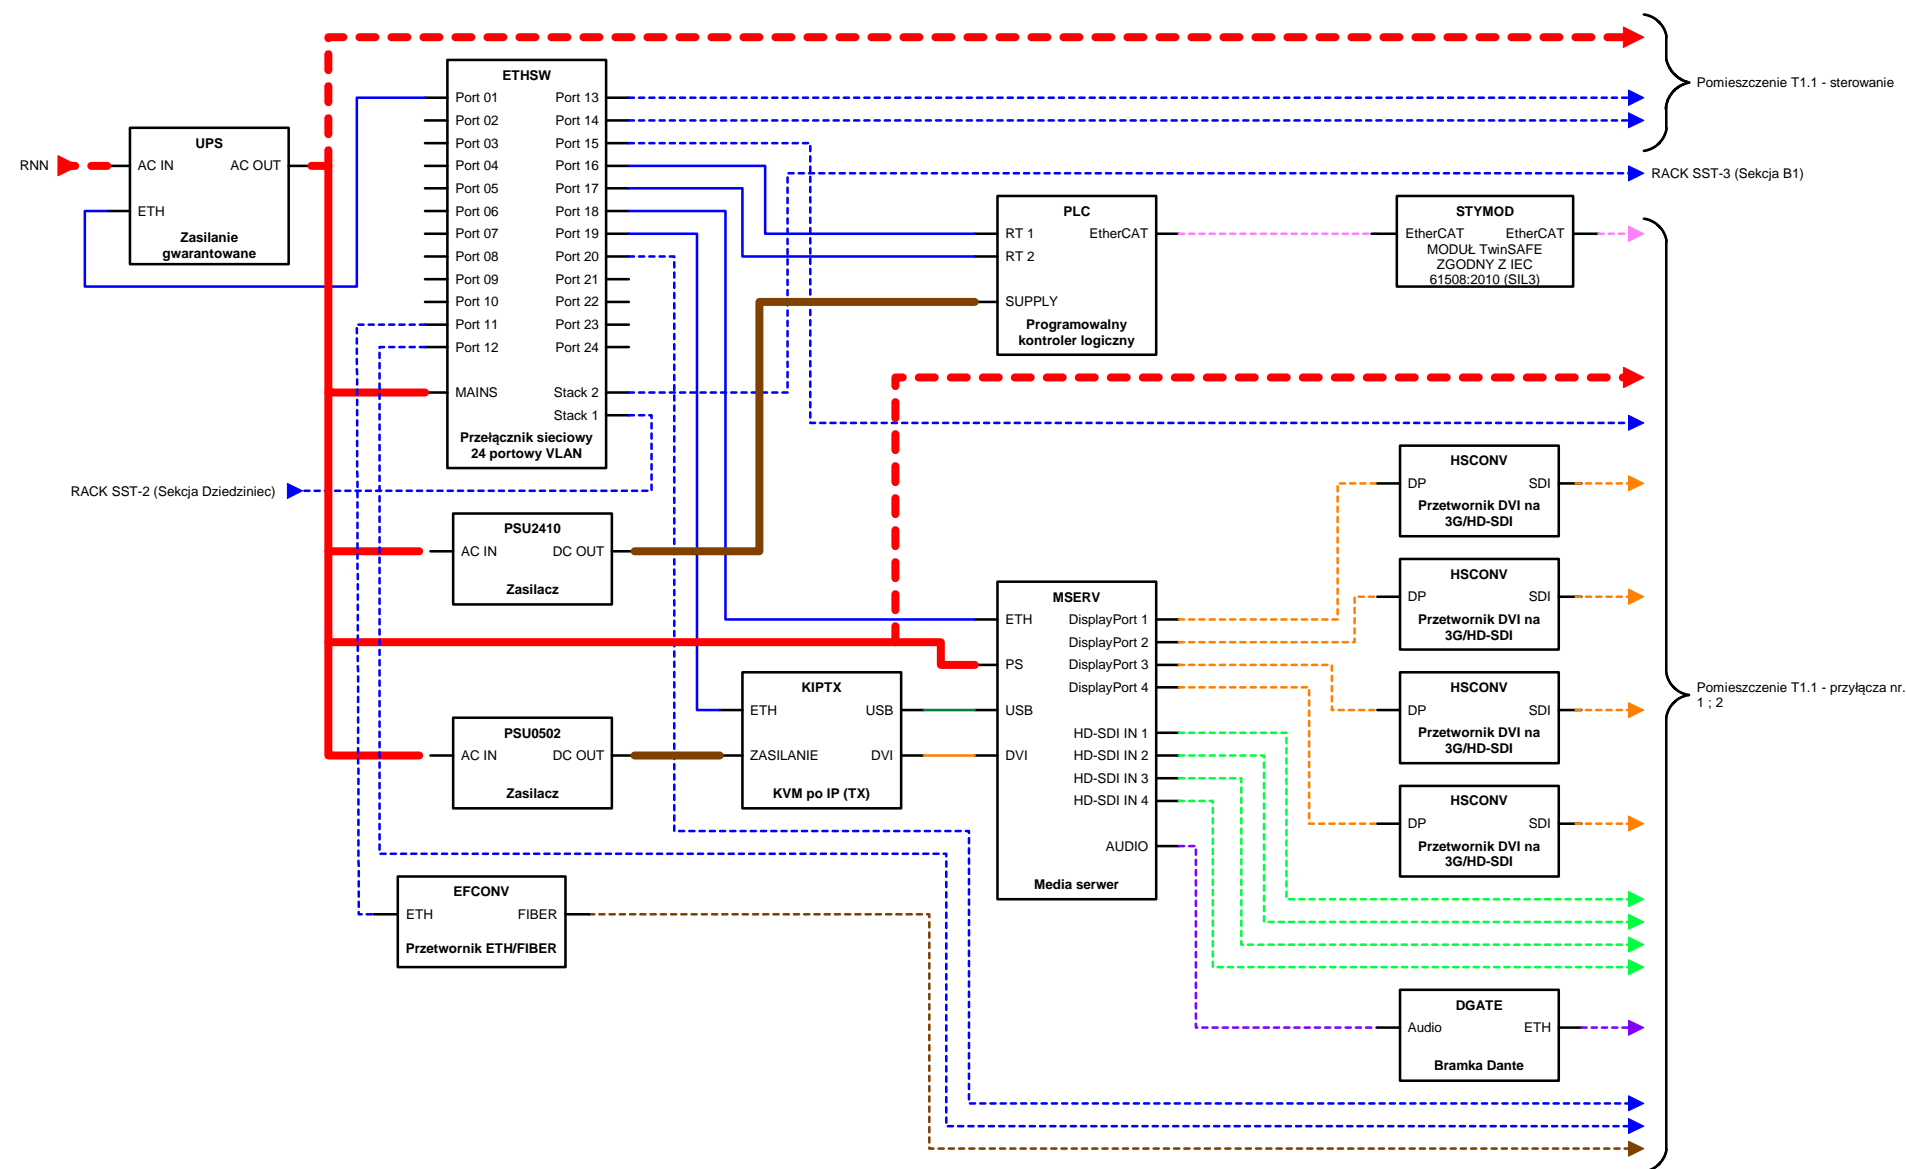 Pomieszczenie T1.1 - sterowanie
RACK SST-3 (Sekcja B1)
RNN
UPS
AC IN
AC OUT
ETH
Zasilanie
gwarantowane
ETHSW
Port 01
Port 13
Port 02
Port 14
Port 03
Port 15
Port 04
Port 16
Port 05
Port 17
Port 06
Port 18
Port 07
Port 19
Port 08
Port 20
Port 09
Port 21
Port 10
Port 22
Port 11
Port 23
Port 12
Port 24
MAINS
Stack 2
Stack 1
Przełącznik sieciowy
24 portowy VLAN
RACK SST-2 (Sekcja Dziedziniec)
PLC
RT 1
EtherCAT
RT 2
SUPPLY
Programowalny
kontroler logiczny
STYMOD
EtherCAT
EtherCAT
MODUŁ TwinSAFE
ZGODNY Z IEC
61508:2010 (SIL3)
PSU2410
AC IN
DC OUT
Zasilacz
PSU0502
AC IN
DC OUT
Zasilacz
KIPTX
ETH
USB
ZASILANIE
DVI
KVM po IP (TX)
MSERV
ETH
DisplayPort 1
DisplayPort 2
PS
DisplayPort 3
DisplayPort 4
USB
HD-SDI IN 1
DVI
HD-SDI IN 2
HD-SDI IN 3
HD-SDI IN 4
AUDIO
Media serwer
HSCONV
DP
SDI
Przetwornik DVI na
3G/HD-SDI
HSCONV
DP
SDI
Przetwornik DVI na
3G/HD-SDI
HSCONV
DP
SDI
Przetwornik DVI na
3G/HD-SDI
HSCONV
DP
SDI
Przetwornik DVI na
3G/HD-SDI
Pomieszczenie T1.1 - przyłącza nr.
1 ; 2
EFCONV
ETH
FIBER
Przetwornik ETH/FIBER
DGATE
Audio
ETH
Bramka Dante